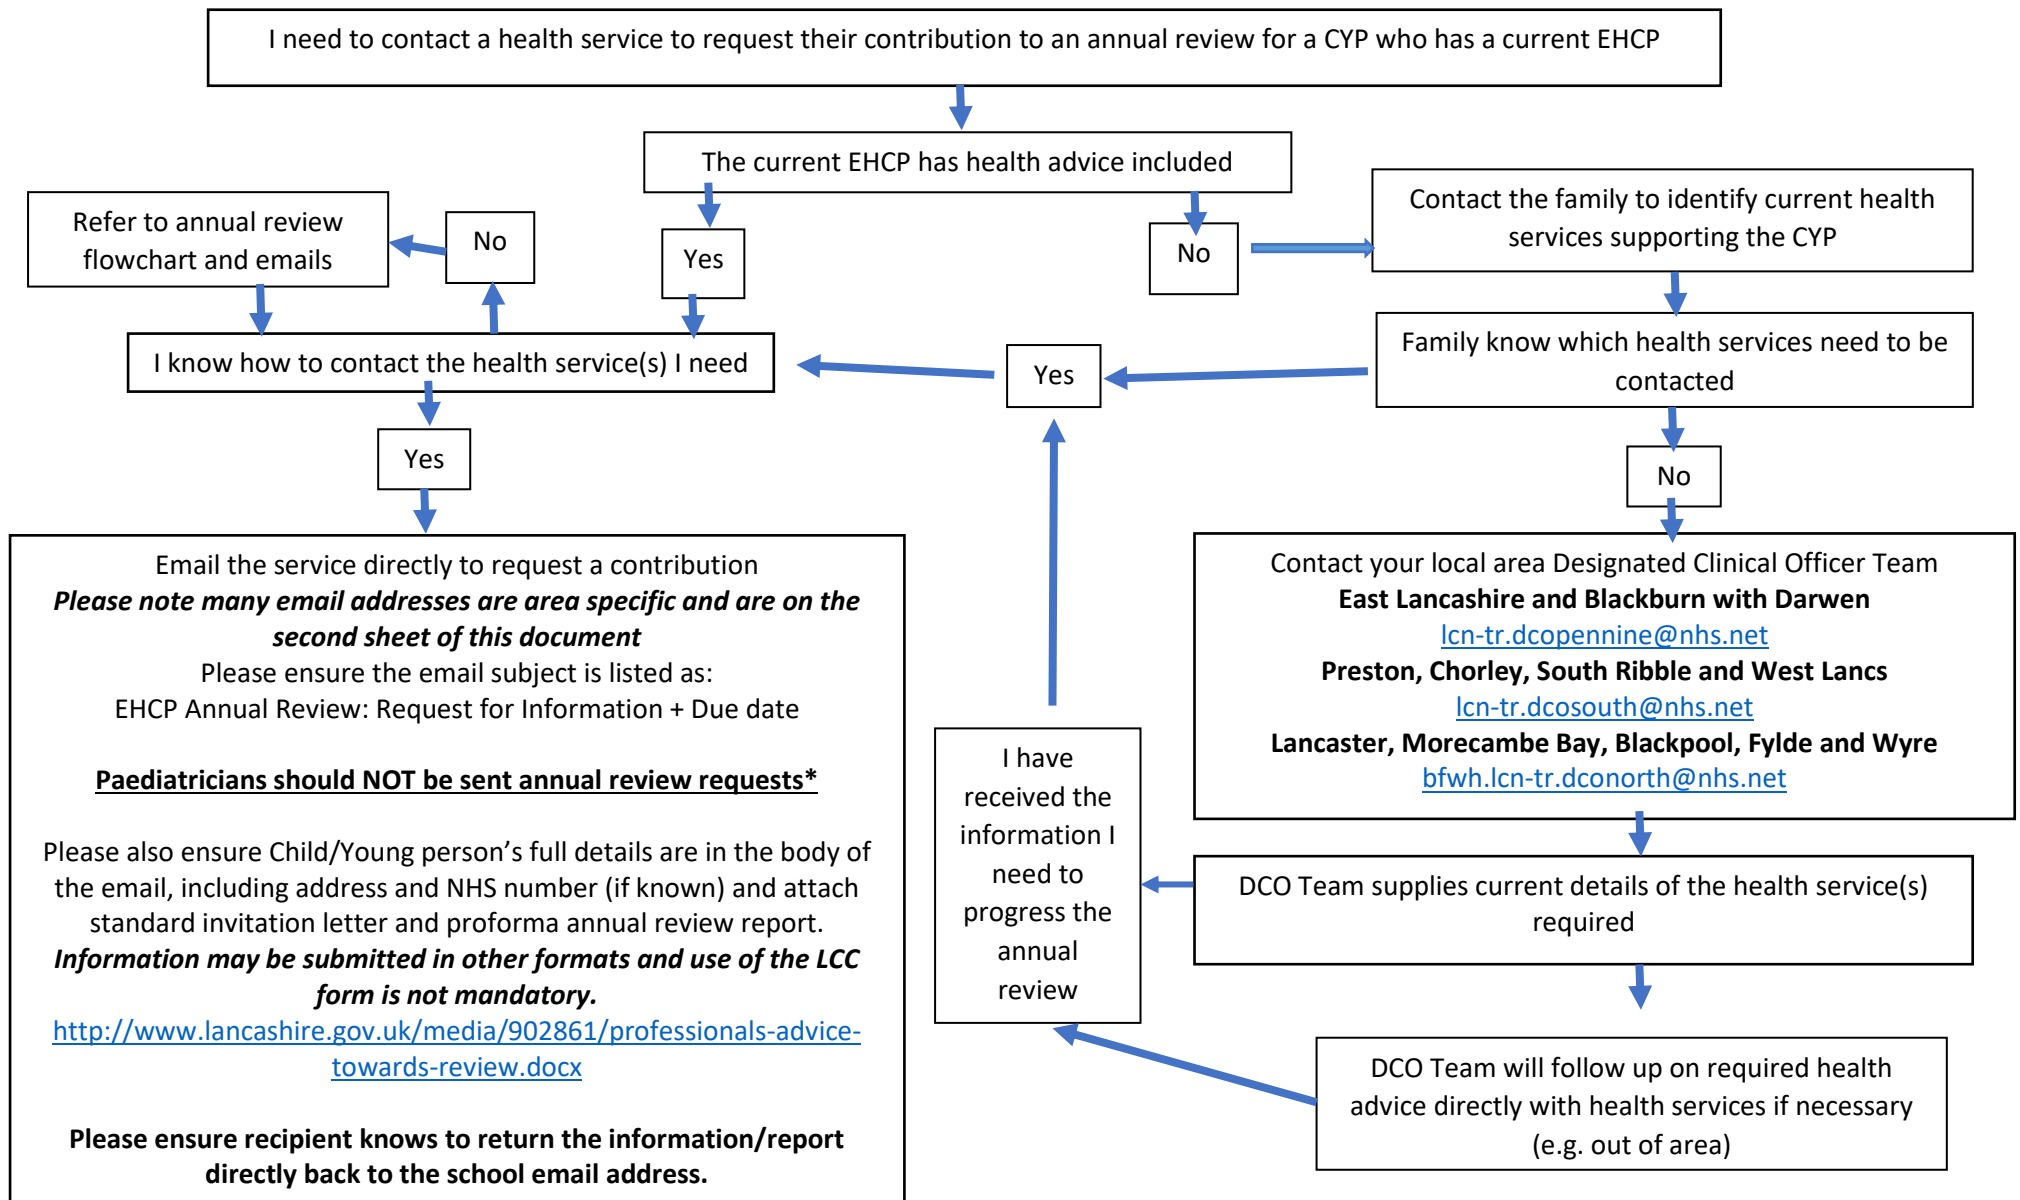 I need to contact a health service to request their contribution to an annual review for a CYP who has a current EHCP
The current EHCP has health advice included
Refer to annual review
flowchart and emails
No
Yes
No
Contact the family to identify current health
services supporting the CYP
I know how to contact the health service(s) I need
Yes
Family know which health services need to be
contacted
Yes
No
Email the service directly to request a contribution
Please note many email addresses are area specific and are on the
second sheet of this document
Please ensure the email subject is listed as:
EHCP Annual Review: Request for Information + Due date
Paediatricians should NOT be sent annual review requests*
Please also ensure Child/Young person's full details are in the body of
the email, including address and NHS number (if known) and attach
standard invitation letter and proforma annual review report.
Information may be submitted in other formats and use of the LCC
form is not mandatory.
http://www.lancashire.gov.uk/media/902861/professionals-advice-
towards-review.docx
Please ensure recipient knows to return the information/report
directly back to the school email address.
I have
received the
information I
need to
progress the
annual
review
Contact your local area Designated Clinical Officer Team
East Lancashire and Blackburn with Darwen
lcn-tr.dcopennine@nhs.net
Preston, Chorley, South Ribble and West Lancs
lcn-tr.dcosouth@nhs.net
Lancaster, Morecambe Bay, Blackpool, Fylde and Wyre
bfwh.lcn-tr.dconorth@nhs.net
DCO Team supplies current details of the health service(s)
required
DCO Team will follow up on required health
advice directly with health services if necessary
(e.g. out of area)